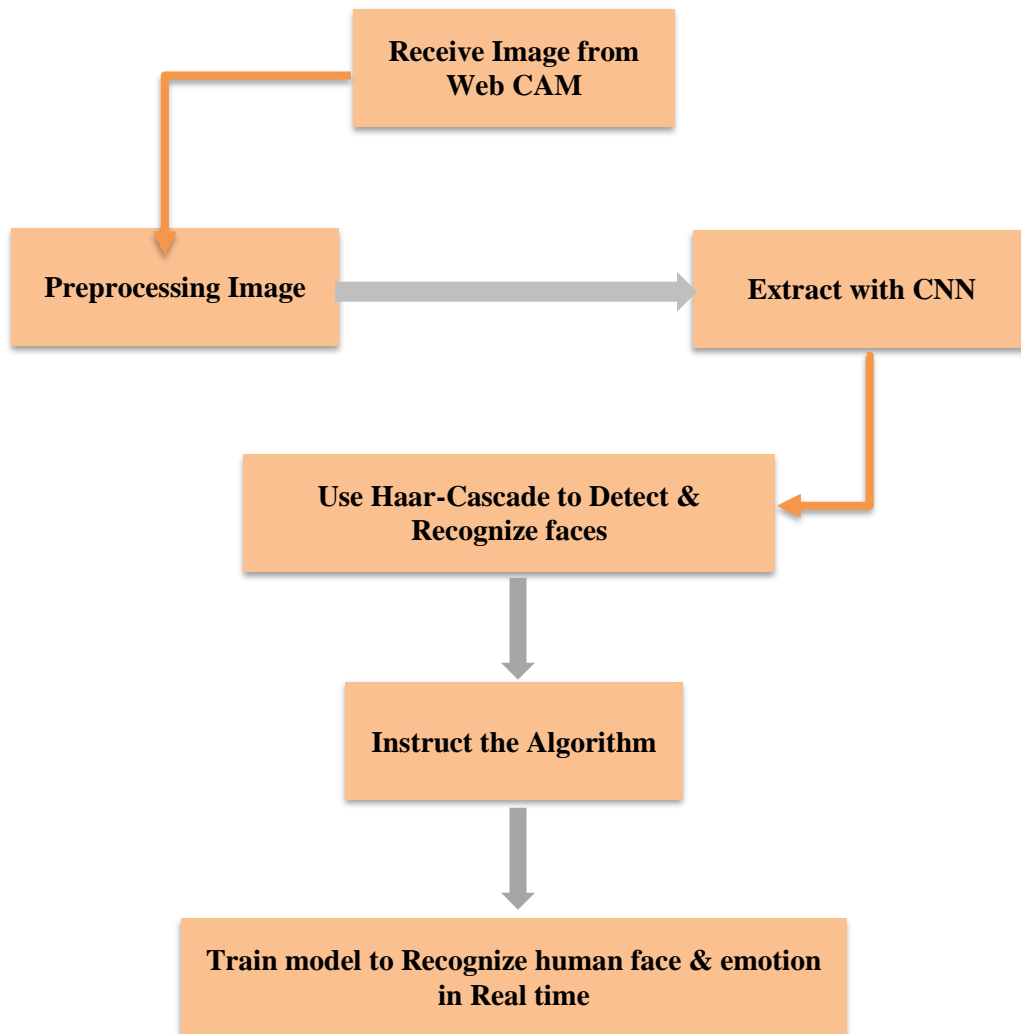 Receive Image from
Web CAM
Preprocessing Image
Extract with CNN
Use Haar-Cascade to Detect &
Recognize faces
Instruct the Algorithm
Train model to Recognize human face & emotion
in Real time